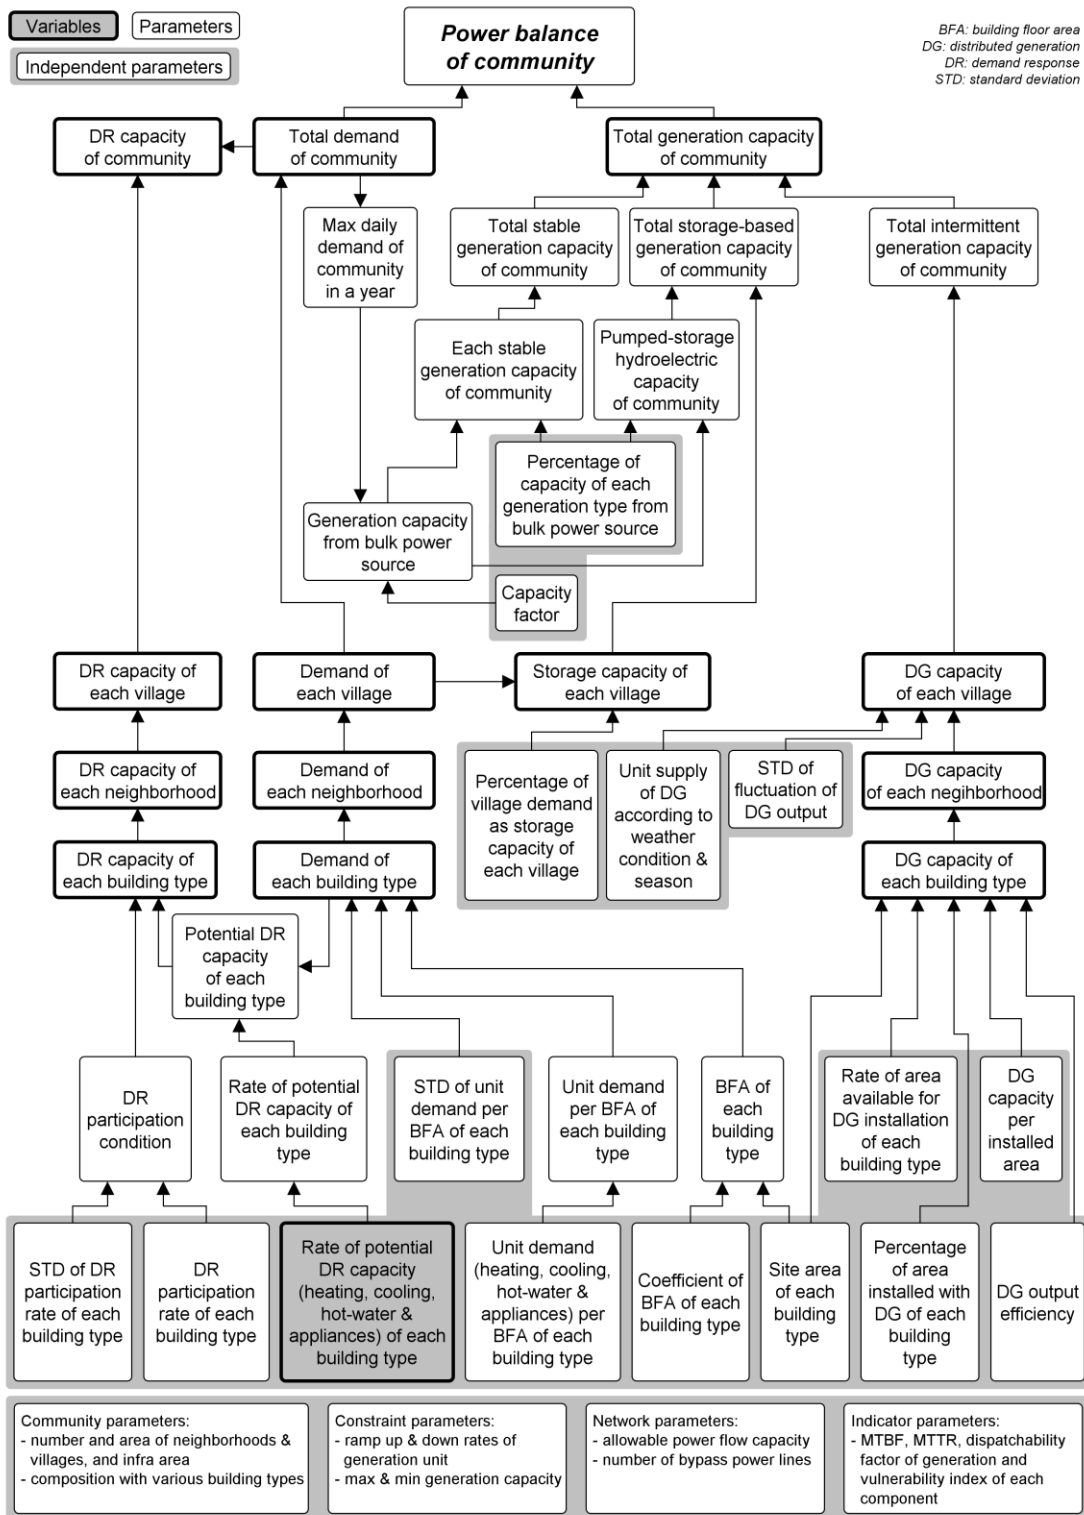 Variables
Parameters
Independent parameters
Power balance
of community
BFA: building floor area
DG: distributed generation
DR: demand response
STD: standard deviation
DR capacity
of community
Total demand
of community
Total generation capacity
of community
Max daily
demand of
community
in a year
Total stable
generation capacity
of community
Total storage-based
generation capacity
of community
Total intermittent
generation capacity
of community
Each stable
generation capacity
of community
Pumped-storage
hydroelectric
capacity
of community
Percentage of
capacity of each
generation type from
bulk power source
Generation capacity
from bulk power
source
Capacity
factor
DR capacity of
each village
Demand of
each village
Storage capacity of
each village
DG capacity
of each village
DR capacity of
each neighborhood
Demand of
each neighborhood
Percentage of
village demand
as storage
capacity of
each village
Unit supply
of DG
according to
weather
condition &
season
STD of
fluctuation of
DG output
DG capacity
of each negihborhood
DR capacity of
each building type
Demand of
each building type
DG capacity of
each building type
Potential DR
capacity
of each
building type
DR
participation
condition
Rate of potential
DR capacity of
each building
type
STD of unit
demand per
BFA of each
building type
Unit demand
per BFA of
each building
type
BFA of
each
building
type
Rate of area
available for
DG installation
of each
building type
DG
capacity
per
installed
area
STD of DR
participation
rate of each
building type
DR
participation
rate of each
building type
Rate of potential
DR capacity
(heating, cooling,
hot-water &
appliances) of each
building type
Unit demand
(heating, cooling,
hot-water &
appliances) per
BFA of each
building type
Coefficient of
BFA of each
building type
Site area
of each
building
type
Percentage
of area
installed with
DG of each
building
type
DG output
efficiency
Community parameters:
- number and area of neighborhoods &
villages, and infra area
- composition with various building types
Constraint parameters:
- ramp up & down rates of
generation unit
- max & min generation capacity
Network parameters:
- allowable power flow capacity
- number of bypass power lines
Indicator parameters:
- MTBF, MTTR, dispatchability
factor of generation and
vulnerability index of each
component